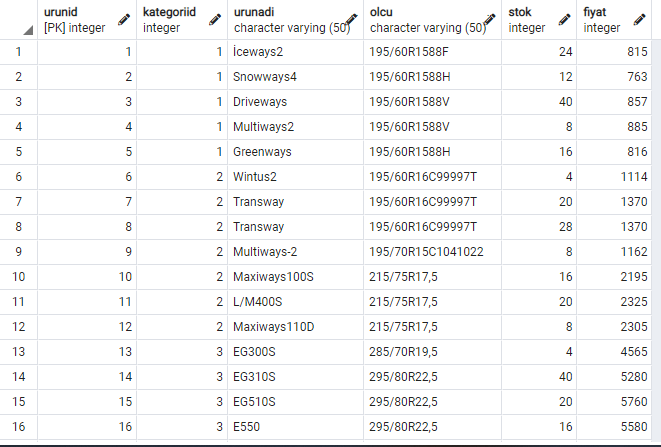 urunid kategoriid urunadi olcu stok fiyat
[PK] integer integer character varying (50) character varying (50) integer integer
1 1 1 İceways2 195/60R1588F 24 815
2 2 1 Snowways4 195/60R1588H 12 763
3 3 1 Driveways 195/60R1588V 40 857
4 4 1 Multiways2 195/60R1588V 8 885
5 5 1 Greenways 195/60R1588H 16 816
6 6 2 Wintus2 195/60R16C99997T 4 1114
7 7 2 Transway 195/60R16C99997T 20 1370
8 8 2 Transway 195/60R16C99997T 28 1370
9 9 2 Multiways-2 195/70R15C1041022 8 1162
10 10 2 Maxiways100S 215/75R17,5 16 2195
11 11 2 L/M400S 215/75R17,5 20 2325
12 12 2 Maxiways110D 215/75R17,5 8 2305
13 13 3 EG300S 285/70R19,5 4 4565
14 14 3 EG310S 295/80R22,5 40 5280
15 15 3 EG510S 295/80R22,5 20 5760
16 16 3 E550 295/80R22,5 16 5580